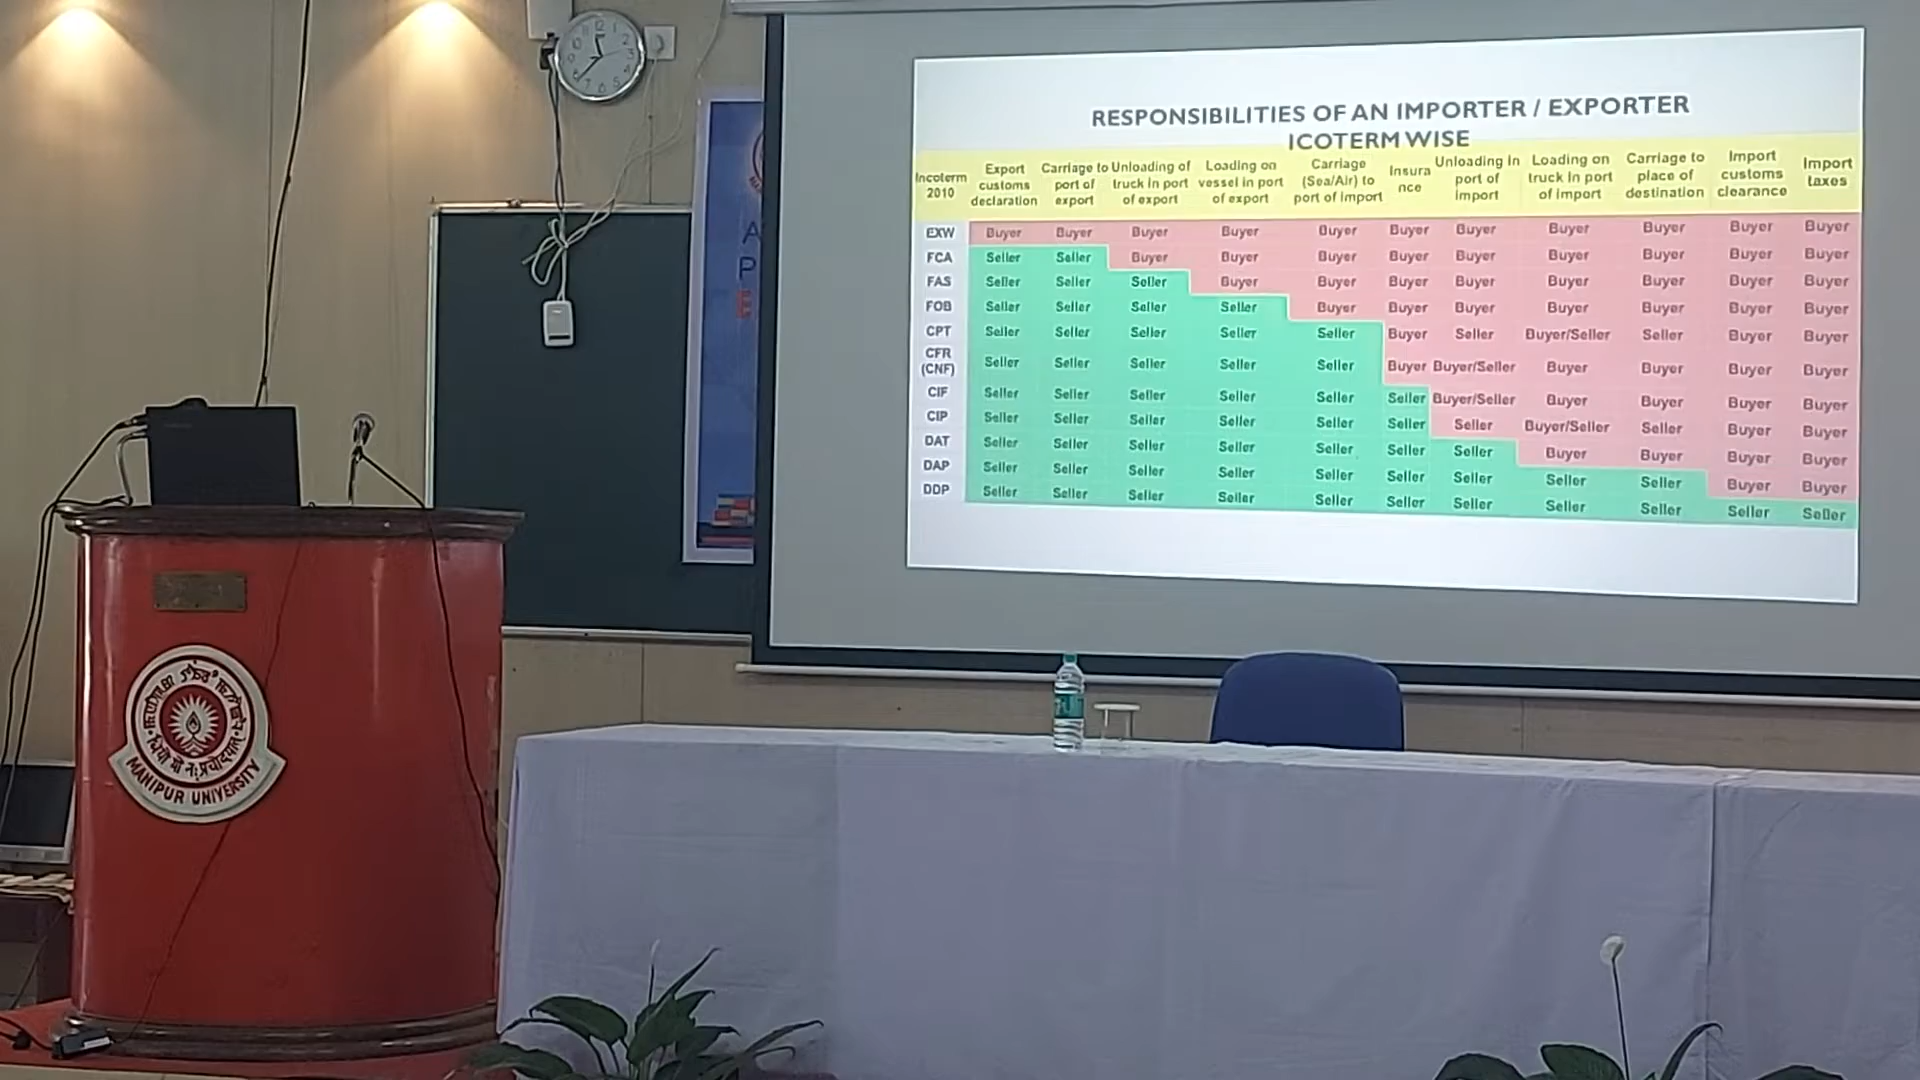 RESPONSIBILITIES OF AN IMPORTER / EXPORTER
ICOTERM WISE
Incoterm 2010 Export customs declaration Carriage to port of export Unloading of truck in port of export Loading on vessel in port of export Carriage (Sea/Air) to port of import Insurance Unloading in port of import Loading on truck in port of import Carriage to place of destination Import customs clearance Import taxes
EXW Buyer Buyer Buyer Buyer Buyer Buyer Buyer Buyer Buyer Buyer Buyer
FCA Seller Seller Buyer Buyer Buyer Buyer Buyer Buyer Buyer Buyer Buyer
FAS Seller Seller Seller Buyer Buyer Buyer Buyer Buyer Buyer Buyer Buyer
FOB Seller Seller Seller Seller Buyer Buyer Buyer Buyer Buyer Buyer Buyer
CPT Seller Seller Seller Seller Seller Buyer Seller Buyer/Seller Seller Buyer Buyer
CFR (CNF) Seller Seller Seller Seller Seller Buyer Buyer/Seller Buyer Buyer Buyer Buyer
CIF Seller Seller Seller Seller Seller Seller Buyer/Seller Buyer Buyer Buyer Buyer
CIP Seller Seller Seller Seller Seller Seller Seller Buyer/Seller Seller Buyer Buyer
DAT Seller Seller Seller Seller Seller Seller Seller Buyer Buyer Buyer Buyer
DAP Seller Seller Seller Seller Seller Seller Seller Seller Seller Buyer Buyer
DDP Seller Seller Seller Seller Seller Seller Seller Seller Seller Seller Seller
A
P
E
12
1
2
3
4
5
6
7
MANIPUR UNIVERSITY